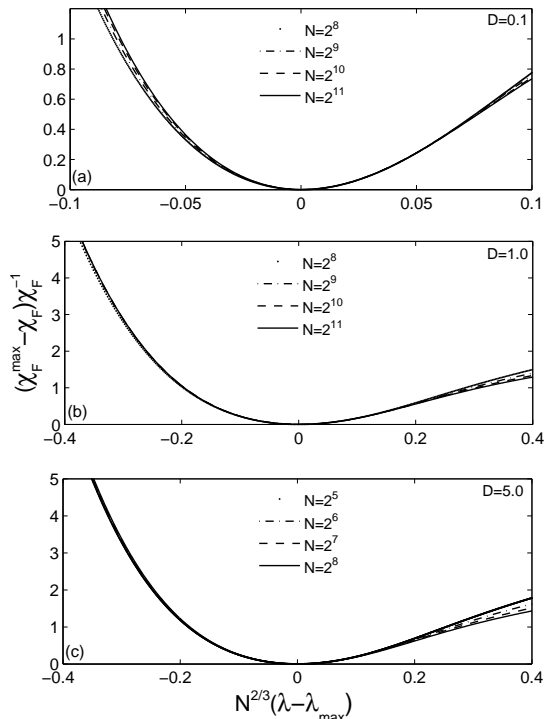 D=0.1
N=2^8
N=2^9
N=2^10
N=2^11
1
0.8
0.6
0.4
0.2
0
(a)
−0.1
−0.05
0
0.05
0.1
(χ_F^max−χ_F)χ_F^-1
D=1.0
N=2^8
N=2^9
N=2^10
N=2^11
5
4
3
2
1
0
(b)
−0.4
−0.2
0
0.2
0.4
D=5.0
N=2^5
N=2^6
N=2^7
N=2^8
5
4
3
2
1
0
(c)
−0.4
−0.2
0
0.2
0.4
N^2/3(λ−λ_max)